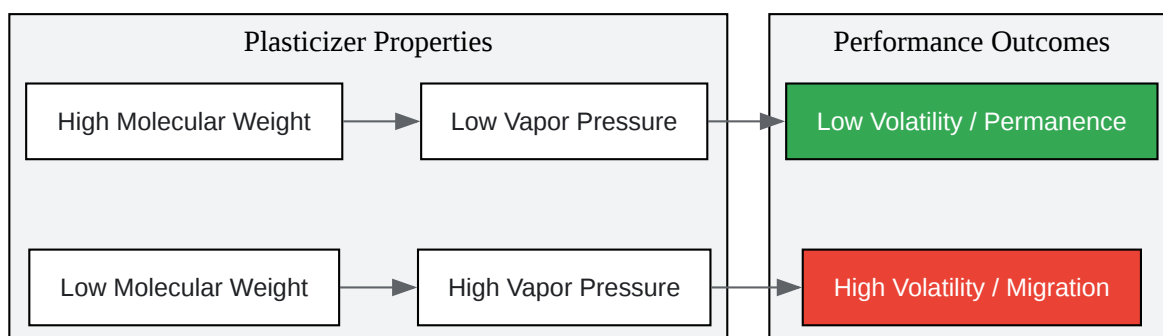 Plasticizer Properties
Performance Outcomes
High Molecular Weight
Low Vapor Pressure
Low Volatility / Permanence
Low Molecular Weight
High Vapor Pressure
High Volatility / Migration